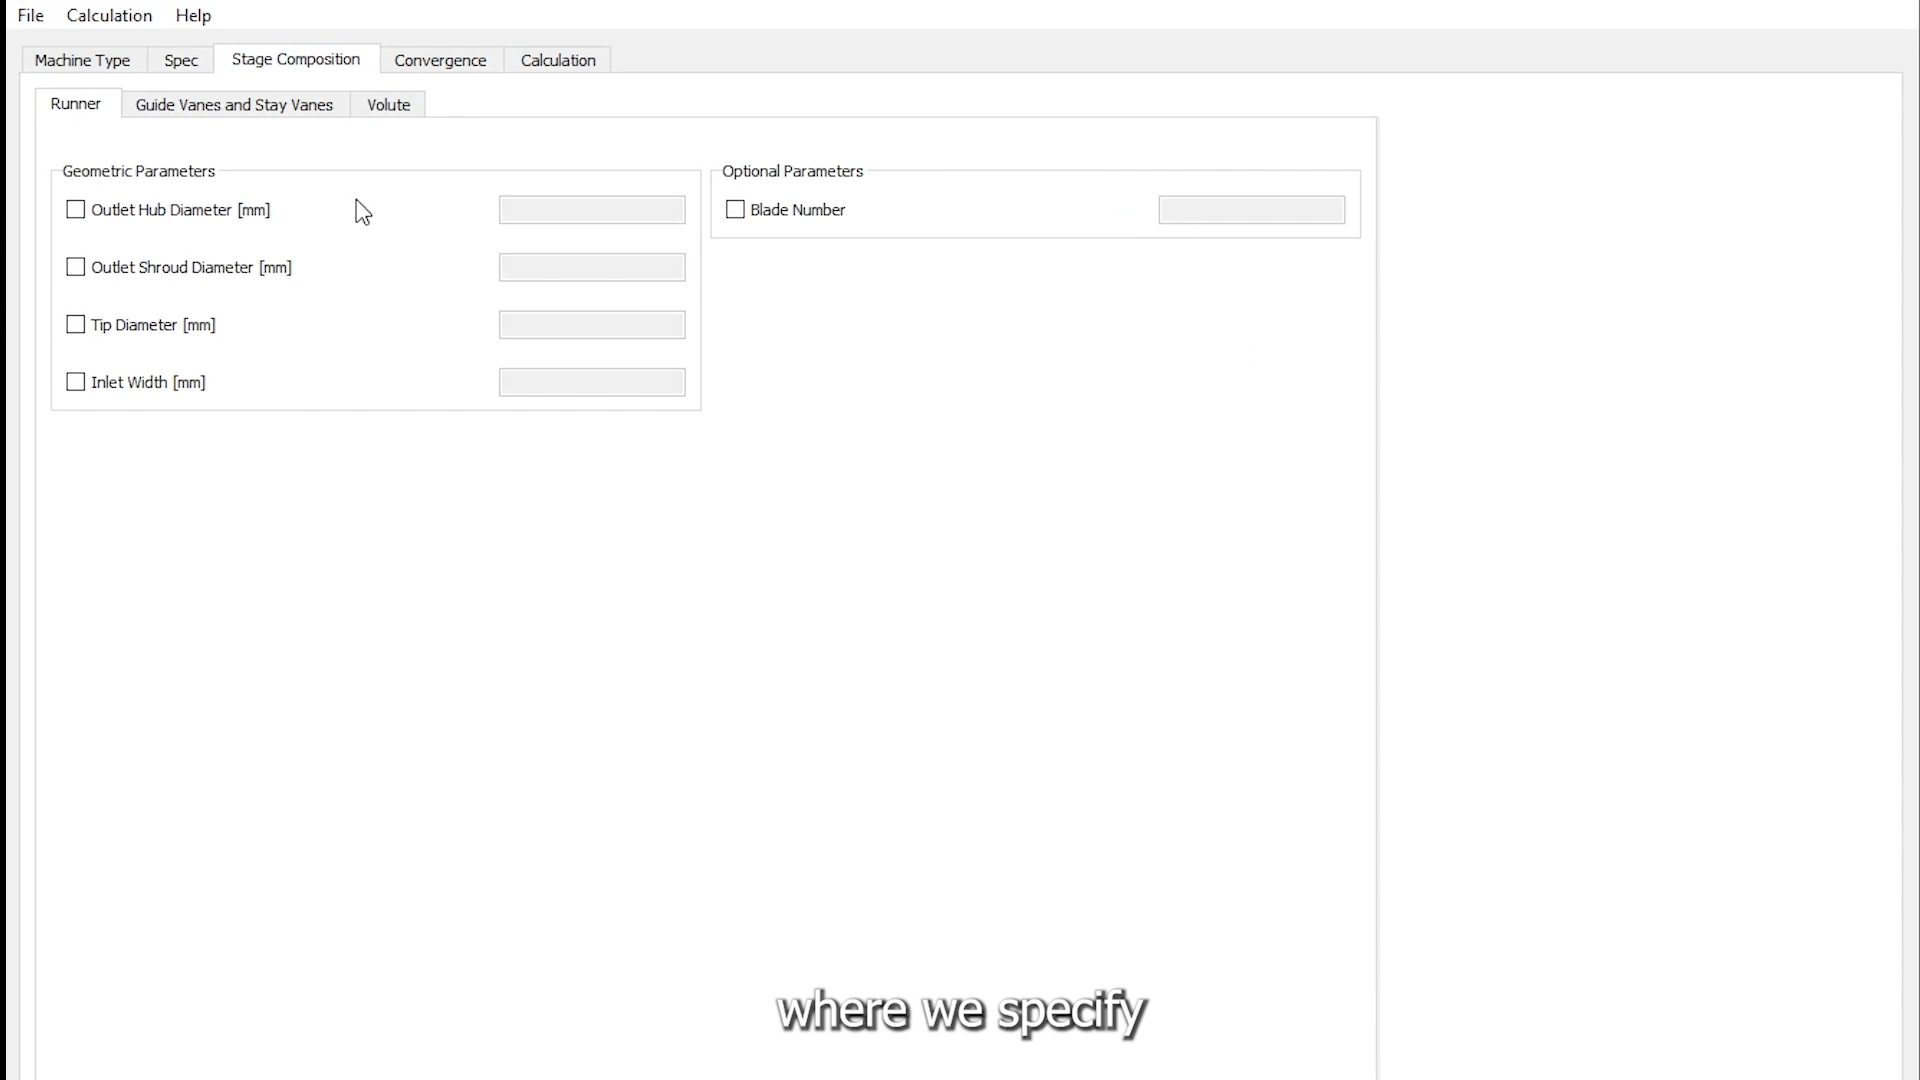 File Calculation Help
Machine Type Spec Stage Composition Convergence Calculation
Runner Guide Vanes and Stay Vanes Volute
Geometric Parameters
Outlet Hub Diameter [mm]
Outlet Shroud Diameter [mm]
Tip Diameter [mm]
Inlet Width [mm]
Optional Parameters
Blade Number
where we specify